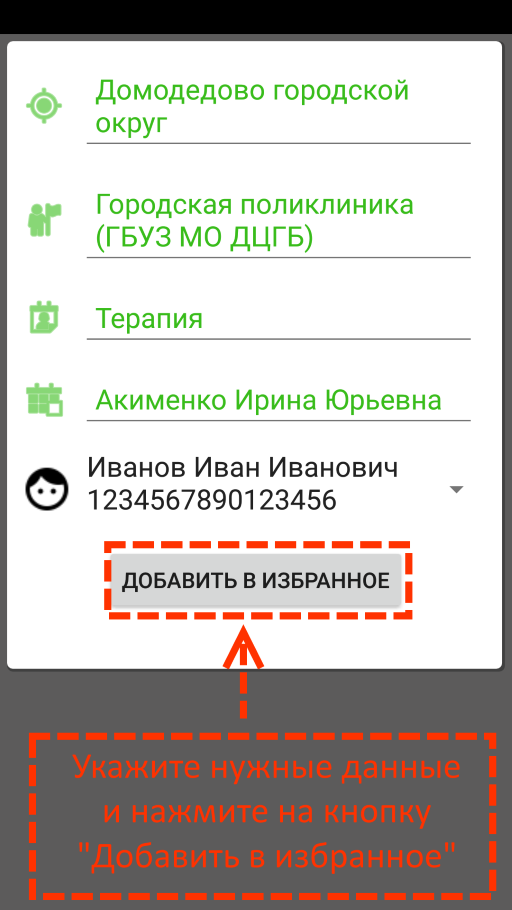 Домодедово городской
округ
Городская поликлиника
(ГБУЗ МО ДЦГБ)
Терапия
Акименко Ирина Юрьевна
Иванов Иван Иванович
1234567890123456
ДОБАВИТЬ В ИЗБРАННОЕ
Укажите нужные данные
и нажмите на кнопку
"Добавить в избранное"